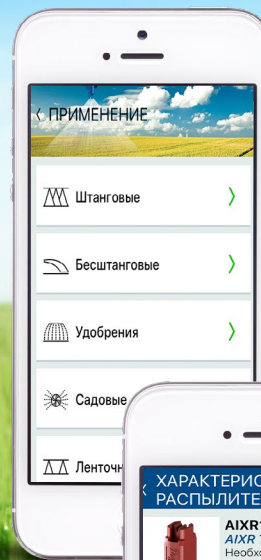 ‹ ПРИМЕНЕНИЕ
Штанговые
Бесштанговые
Удобрения
Садовые
Ленточн
‹ ХАРАКТЕРИС
РАСПЫЛИТЕ
AIXR
AIXR
Необхо